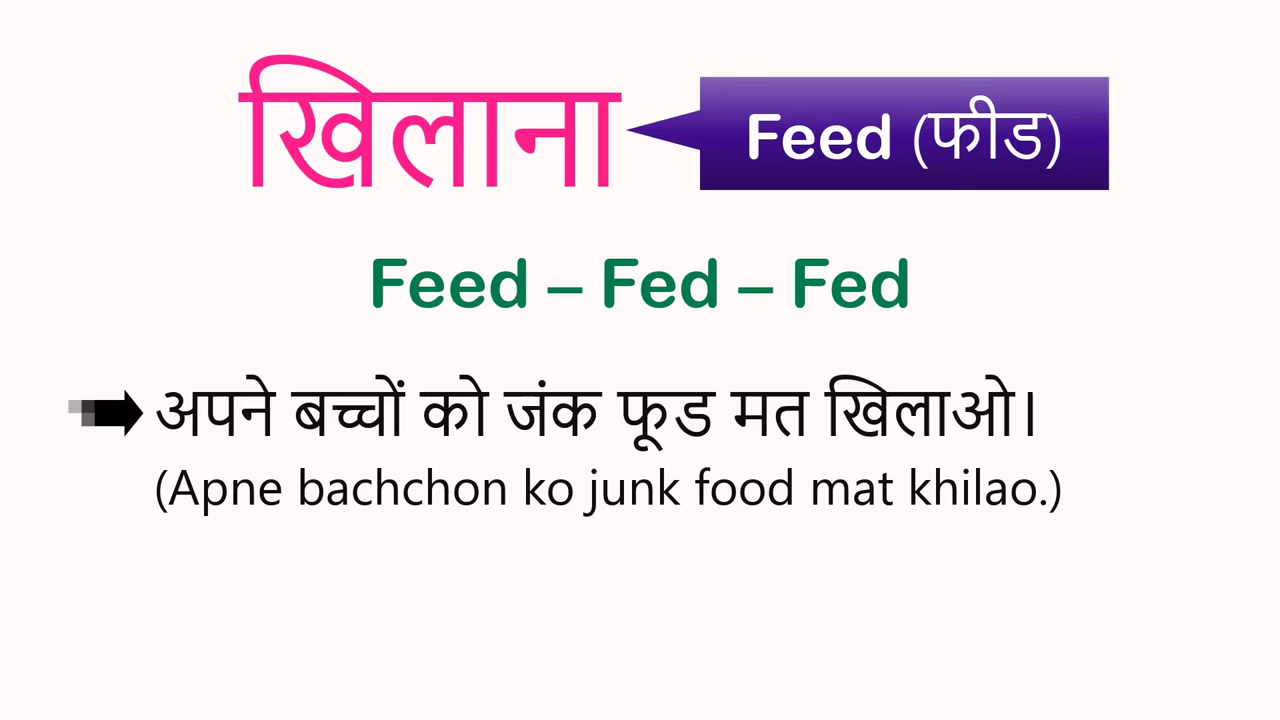 खिलाना
Feed (फीड)
Feed – Fed – Fed
अपने बच्चों को जंक फूड मत खिलाओ।
(Apne bachchon ko junk food mat khilao.)